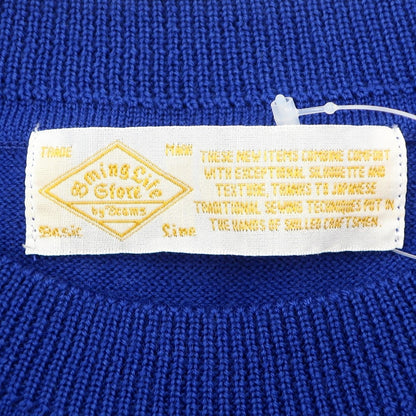 TRADE MARK
Bming Life
Store
by Beams
Basic Line
THESE NEW ITEMS COMBINE COMFORT
WITH EXCEPTIONAL SILHOUETTE AND
TEXTURE, THANKS TO JAPANESE
TRADITIONAL SEWING TECHNIQUES PUT IN
THE HANDS OF SKILLED CRAFTSMEN.